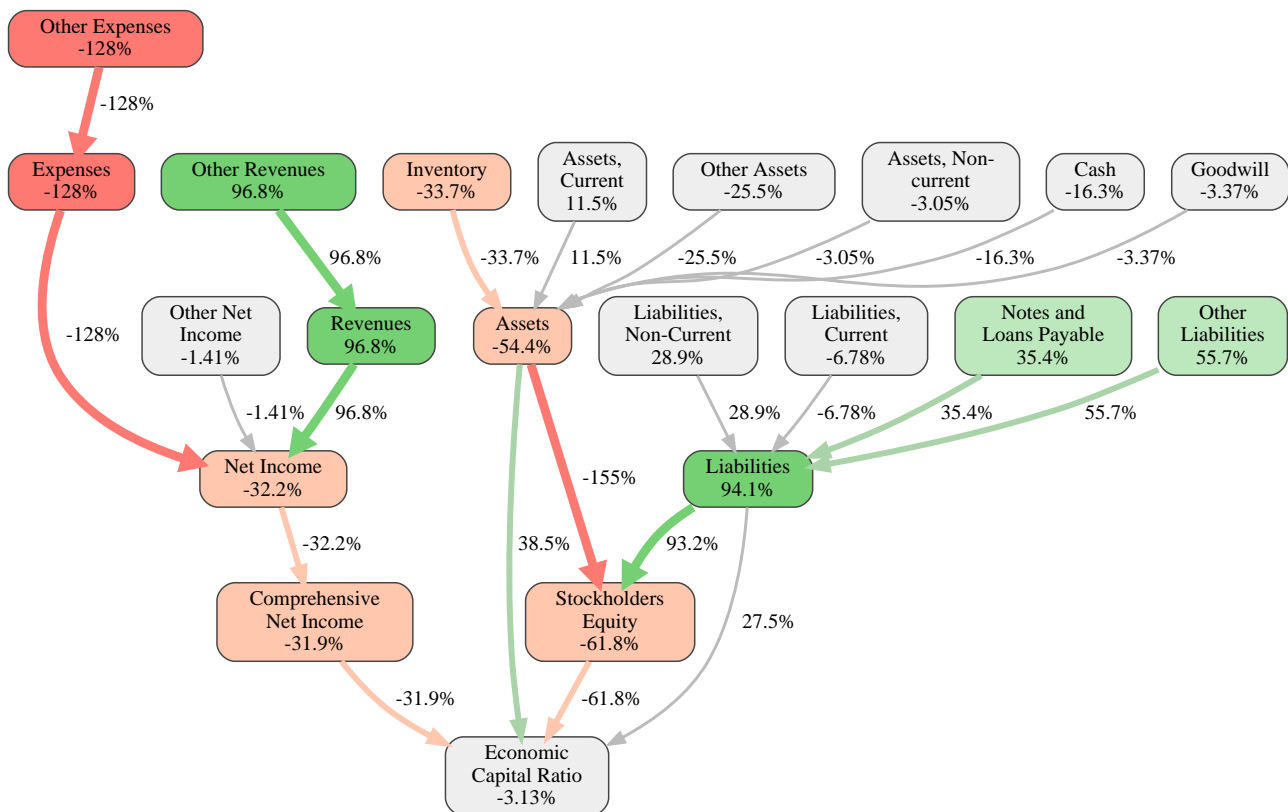 Other Expenses
-128%
-128%
Expenses
-128%
Other Revenues
96.8%
Inventory
-33.7%
Assets,
Current
11.5%
Other Assets
-25.5%
Assets, Non-
current
-3.05%
Cash
-16.3%
Goodwill
-3.37%
96.8%
-33.7%
11.5%
-25.5%
-3.05%
-16.3%
-3.37%
-128%
Other Net
Income
-1.41%
Revenues
96.8%
Assets
-54.4%
Liabilities,
Non-Current
28.9%
Liabilities,
Current
-6.78%
Notes and
Loans Payable
35.4%
Other
Liabilities
55.7%
-1.41%
96.8%
28.9%
-6.78%
35.4%
55.7%
Net Income
-32.2%
-155%
Liabilities
94.1%
-32.2%
38.5%
93.2%
Comprehensive
Net Income
-31.9%
Stockholders
Equity
-61.8%
27.5%
-31.9%
-61.8%
Economic
Capital Ratio
-3.13%